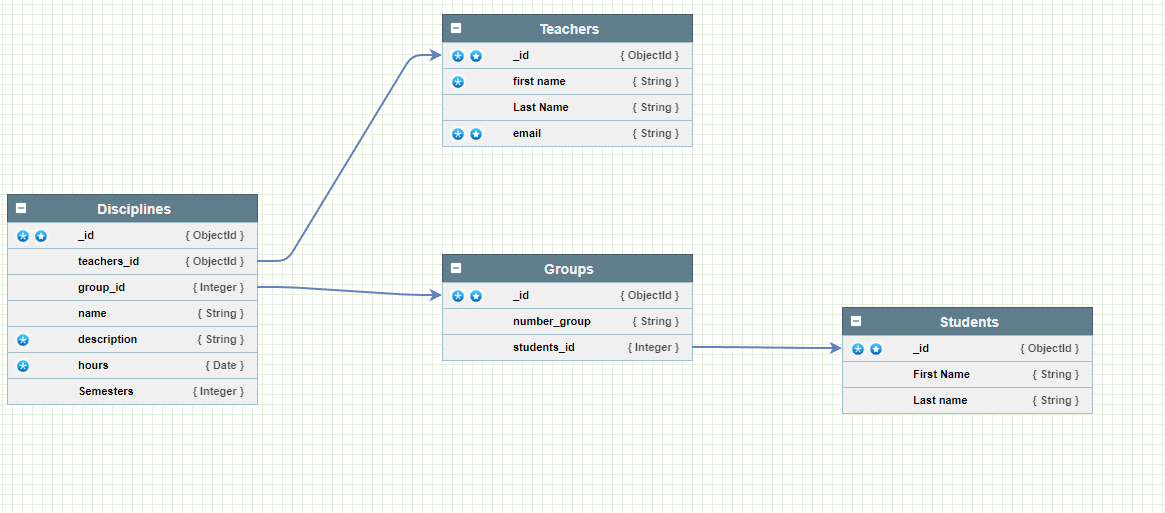 Teachers
_id { ObjectId }
first name { String }
Last Name { String }
email { String }
Disciplines
_id { ObjectId }
teachers_id { ObjectId }
group_id { Integer }
name { String }
description { String }
hours { Date }
Semesters { Integer }
Groups
_id { ObjectId }
number_group { String }
students_id { Integer }
Students
_id { ObjectId }
First Name { String }
Last name { String }